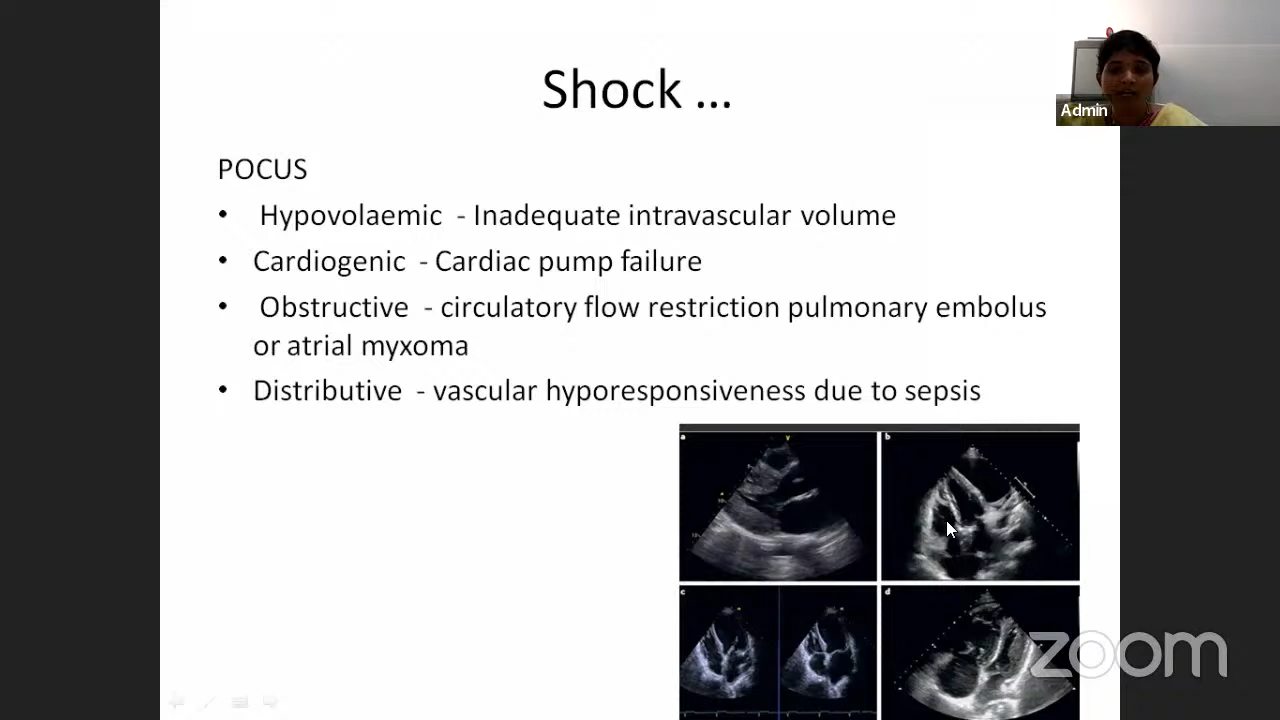 Shock ...
Admin
POCUS
• Hypovolaemic - Inadequate intravascular volume
• Cardiogenic - Cardiac pump failure
• Obstructive - circulatory flow restriction pulmonary embolus
or atrial myxoma
• Distributive - vascular hyporesponsiveness due to sepsis
a
b
V
c
d
zoom